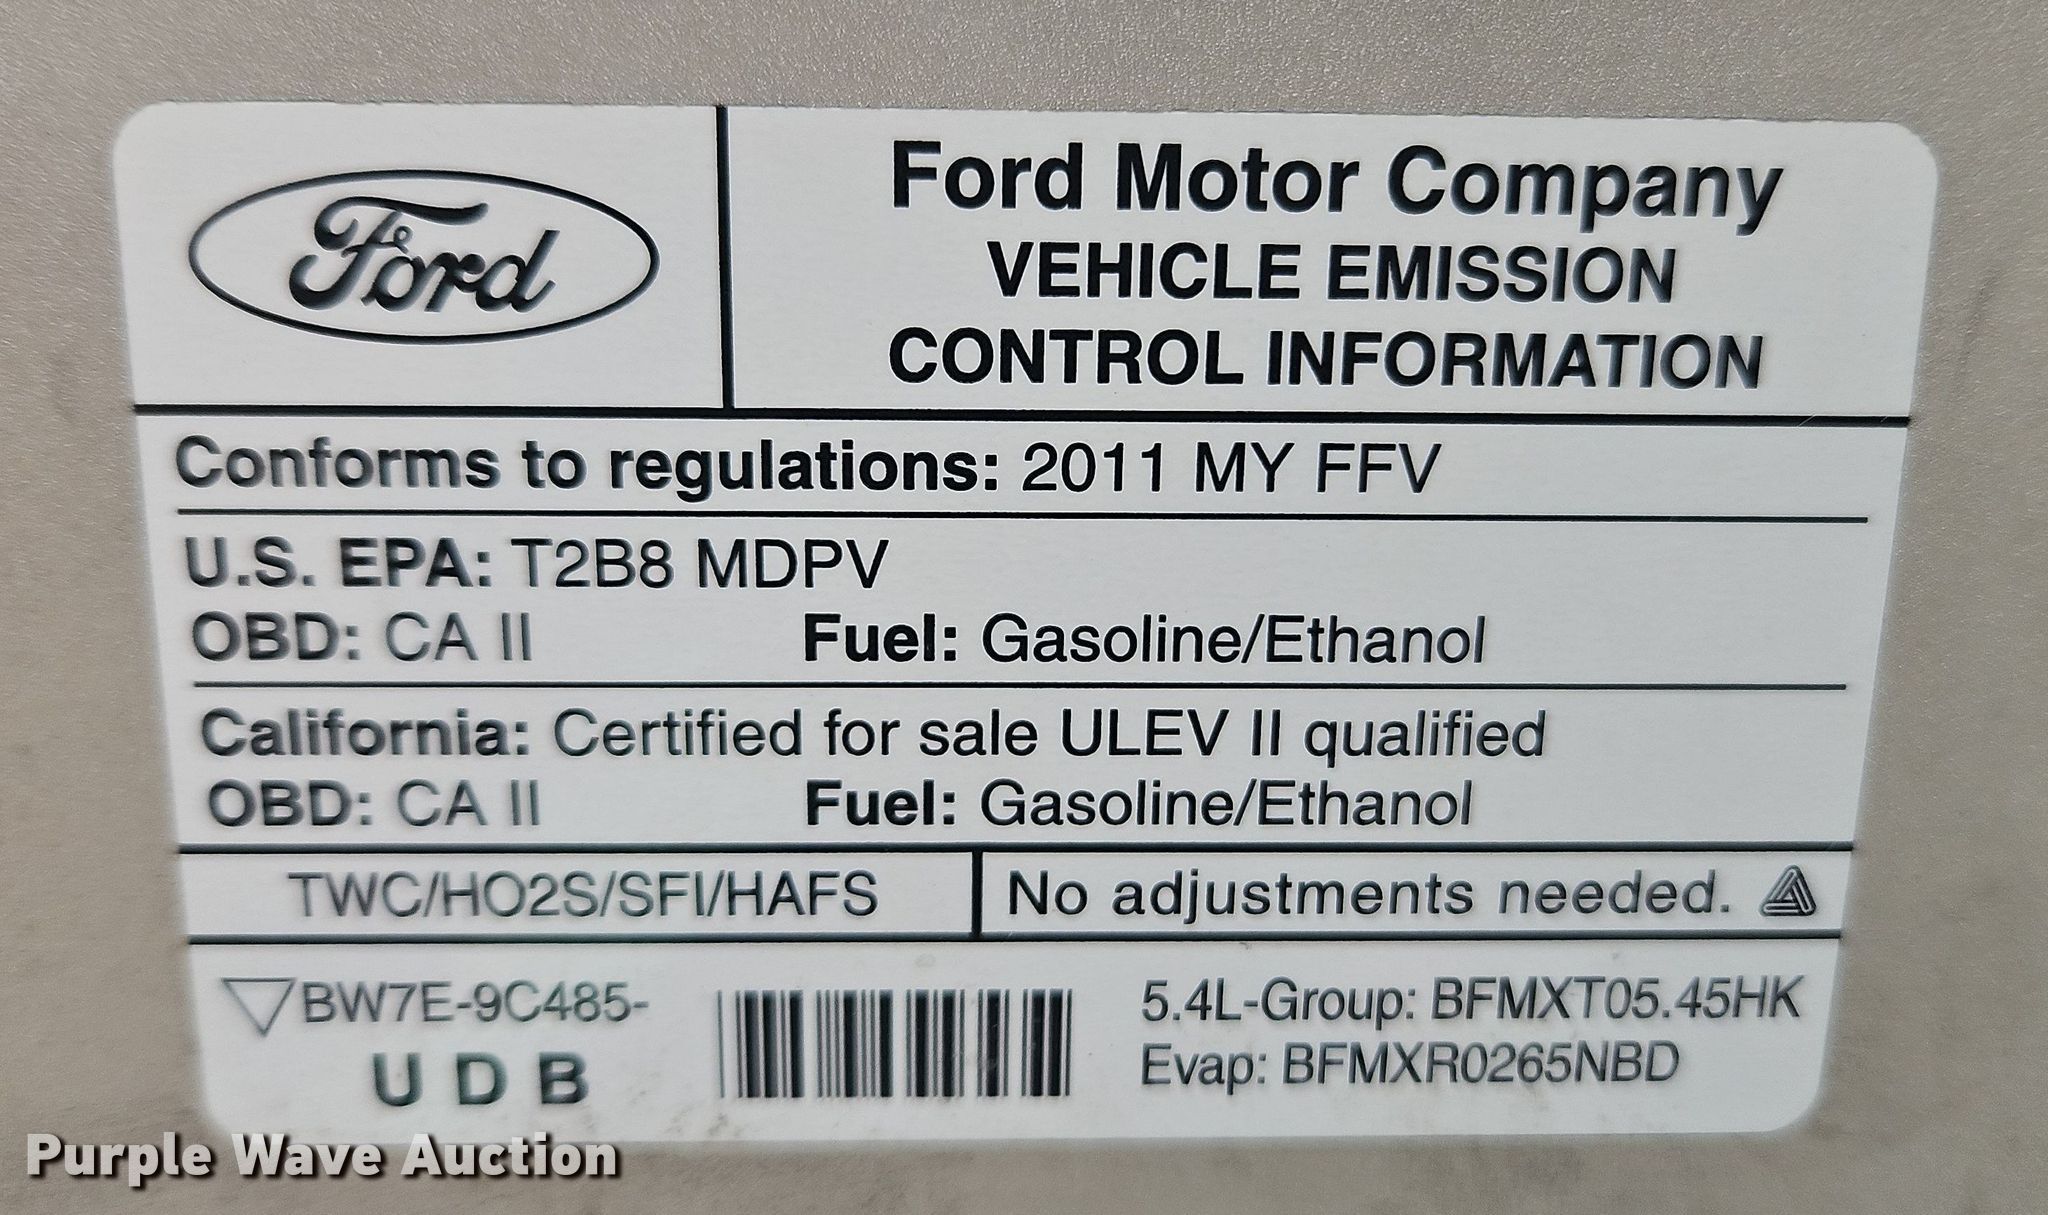 Ford
Ford Motor Company
VEHICLE EMISSION
CONTROL INFORMATION
Conforms to regulations: 2011 MY FFV
U.S. EPA: T2B8 MDPV
OBD: CA II Fuel: Gasoline/Ethanol
California: Certified for sale ULEV II qualified
OBD: CA II Fuel: Gasoline/Ethanol
TWC/HO2S/SFI/HAFS
No adjustments needed.
BW7E-9C485-
U D B
5.4L-Group: BFMXT05.45HK
Evap: BFMXR0265NBD
Purple Wave Auction